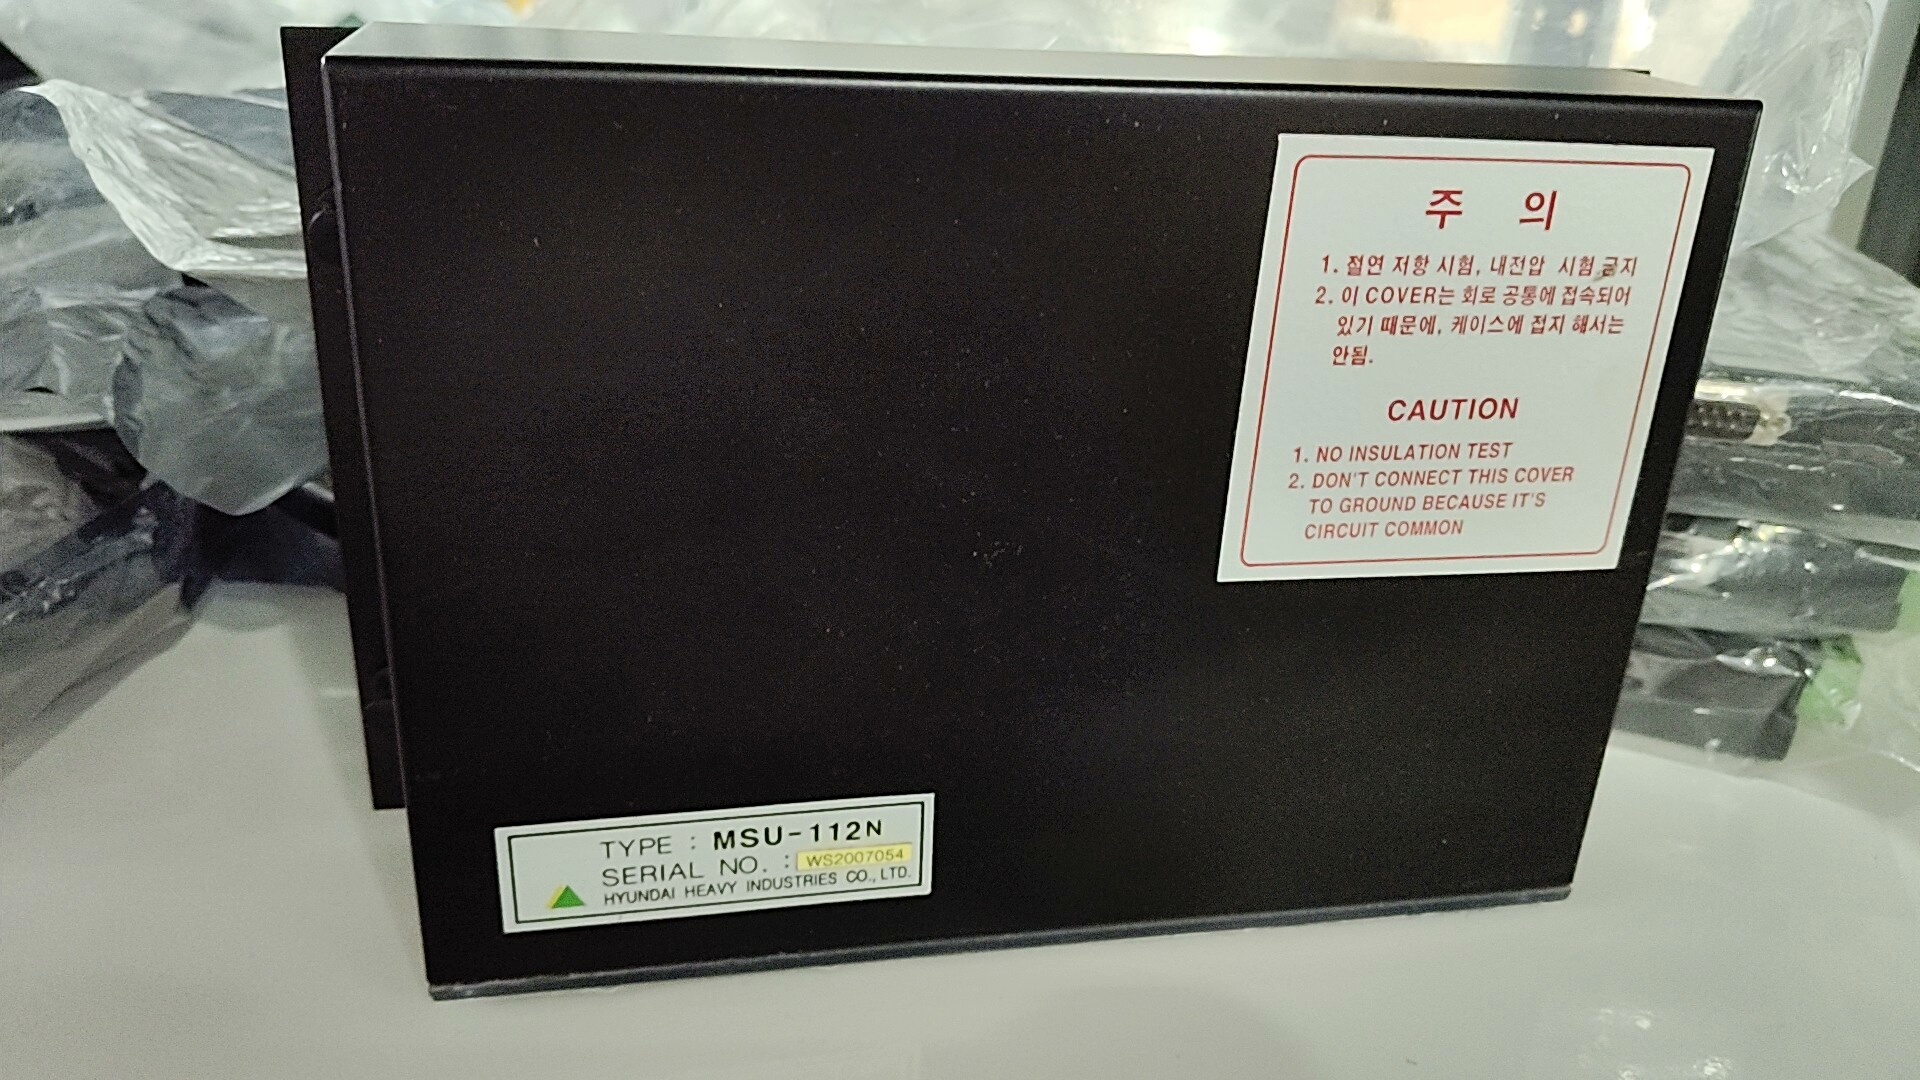 주 의
1. 절연 저항 시험, 내전압 시험 금지
2. 이 COVER는 회로 공통에 접속되어
있기 때문에, 케이스에 접지 해서는
안됨.
CAUTION
1. NO INSULATION TEST
2. DON'T CONNECT THIS COVER
TO GROUND BECAUSE IT'S
CIRCUIT COMMON
TYPE : MSU-112N
SERIAL NO. : WS2007054
HYUNDAI HEAVY INDUSTRIES CO., LTD.